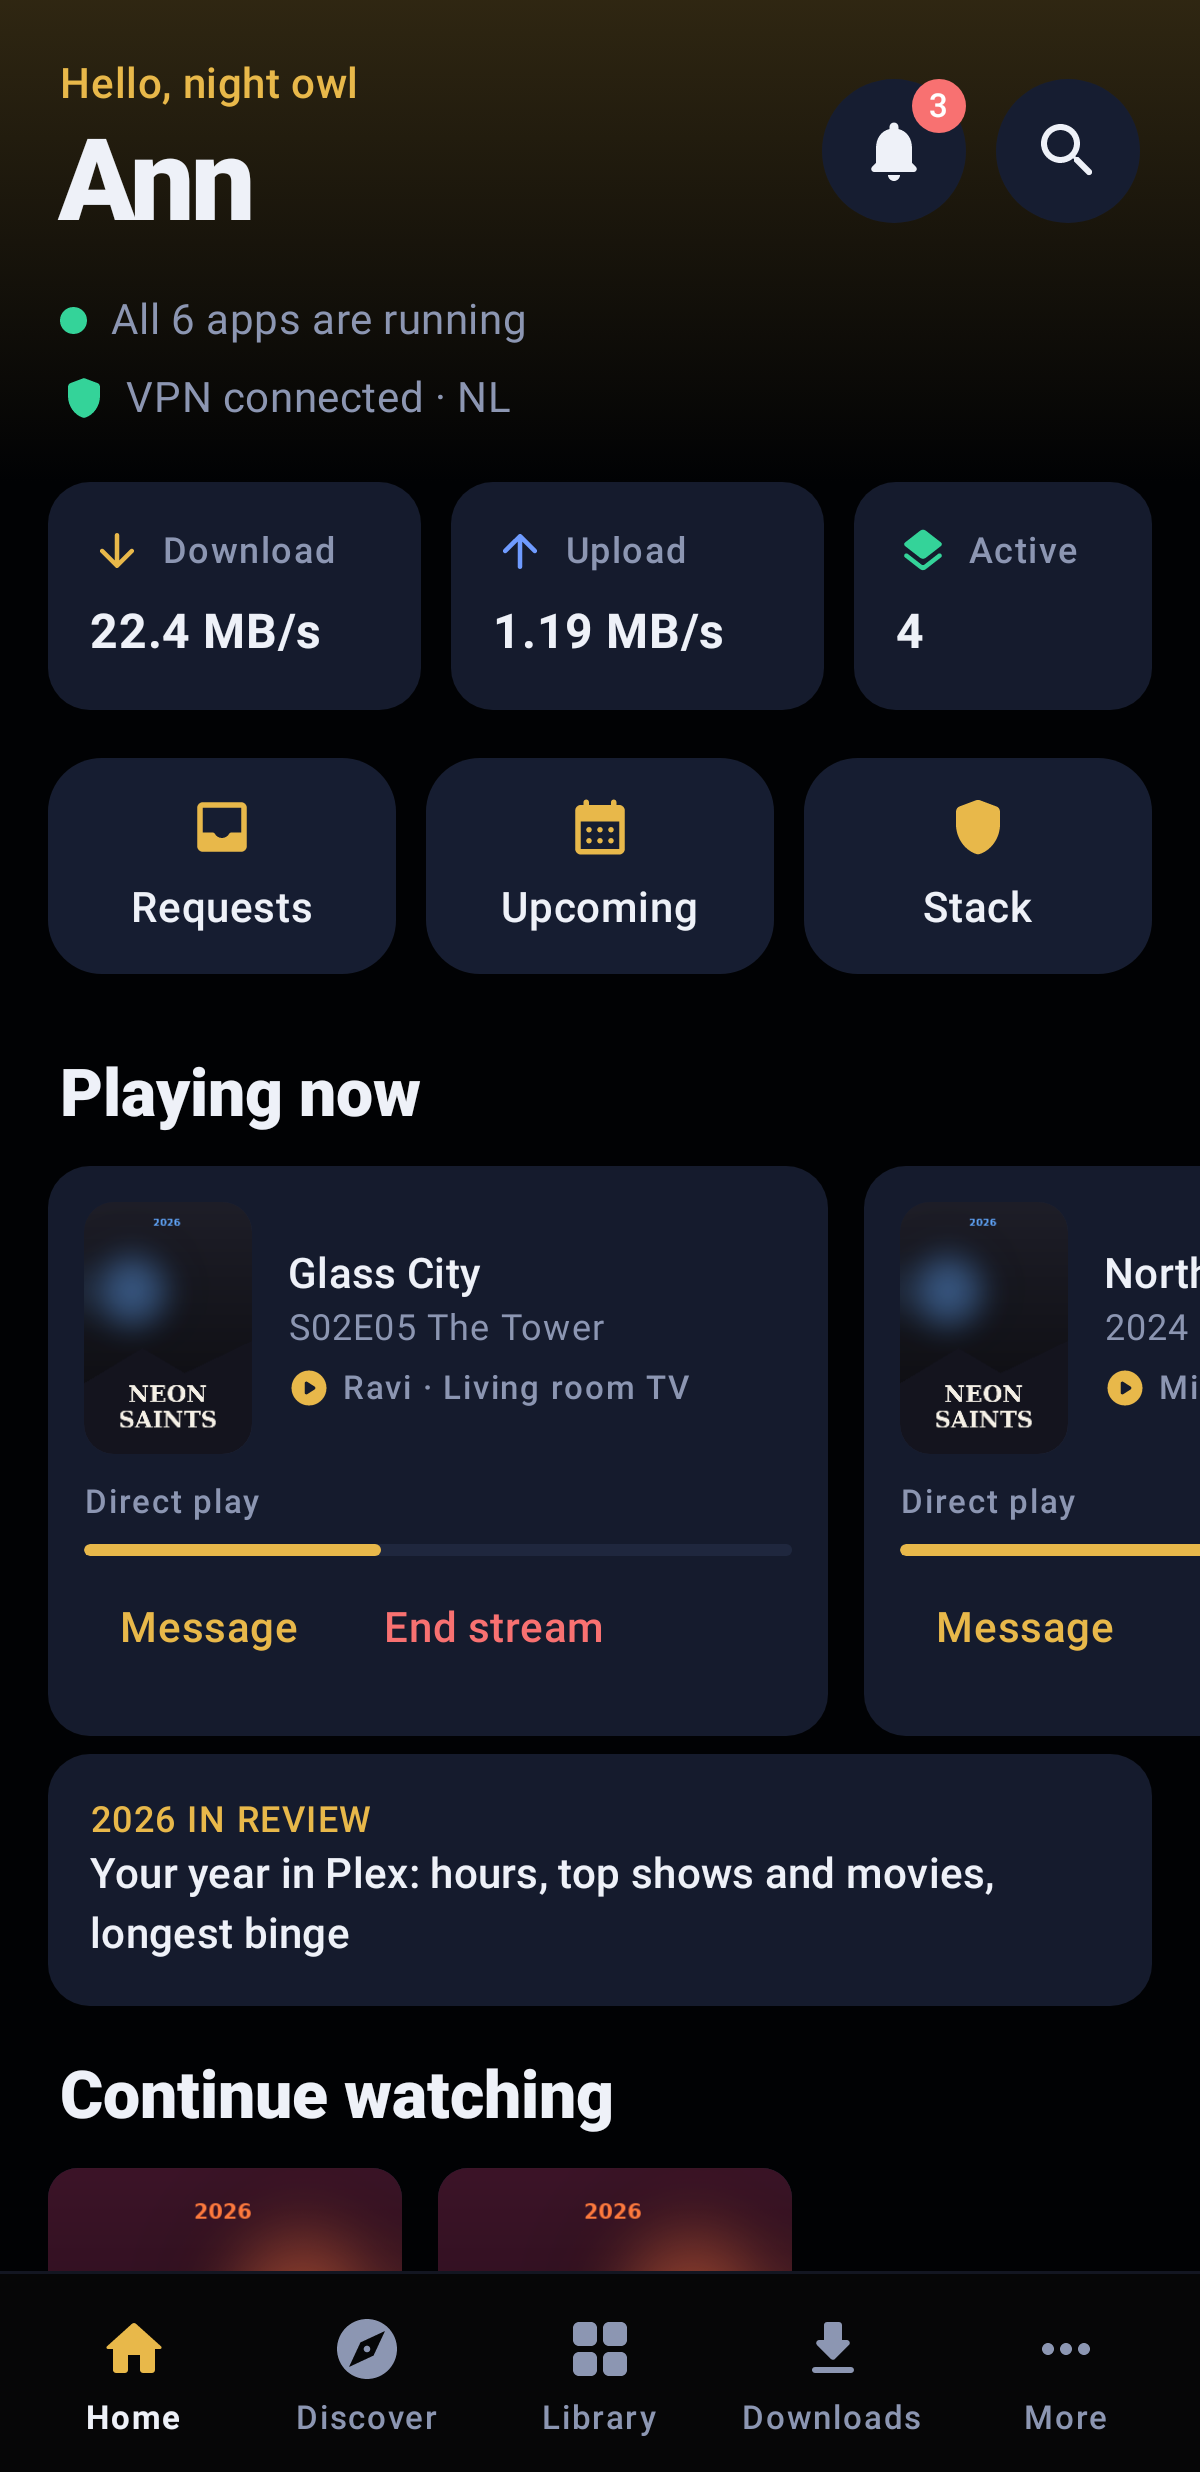 Hello, night owl
Ann
3
All 6 apps are running
VPN connected · NL
Download
22.4 MB/s
Upload
1.19 MB/s
Active
4
Requests
Upcoming
Stack
Playing now
2026
NEON
SAINTS
Glass City
S02E05 The Tower
Ravi · Living room TV
Direct play
Message
End stream
2026
NEON
SAINTS
North
2024
Mi
Direct play
Message
2026 IN REVIEW
Your year in Plex: hours, top shows and movies,
longest binge
Continue watching
2026
2026
Home
Discover
Library
Downloads
More